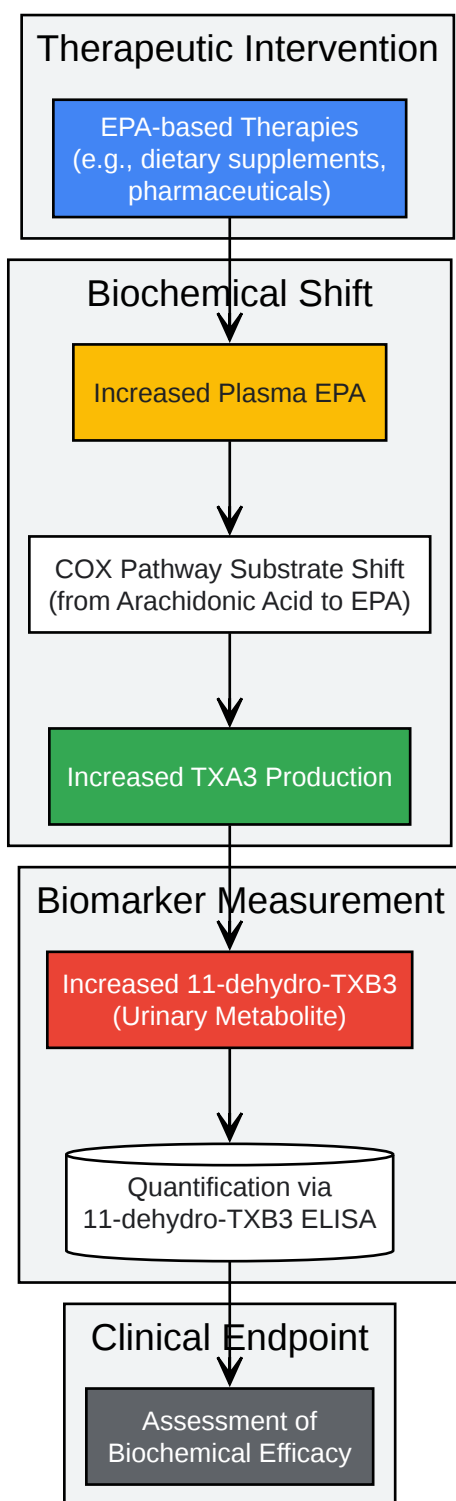 Therapeutic Intervention
EPA-based Therapies
(e.g., dietary supplements,
pharmaceuticals)
Biochemical Shift
Increased Plasma EPA
COX Pathway Substrate Shift
(from Arachidonic Acid to EPA)
Increased TXA3 Production
Biomarker Measurement
Increased 11-dehydro-TXB3
(Urinary Metabolite)
Quantification via
11-dehydro-TXB3 ELISA
Clinical Endpoint
Assessment of
Biochemical Efficacy